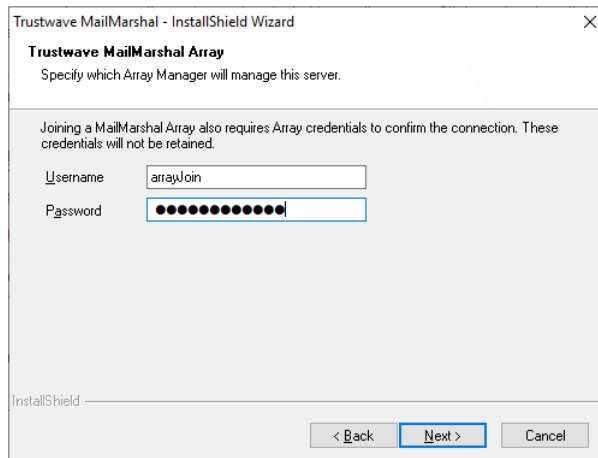 Trustwave MailMarshal - InstallShield Wizard
Trustwave MailMarshal Array
Specify which Array Manager will manage this server.
Joining a MailMarshal Array also requires Array credentials to confirm the connection. These
credentials will not be retained.
Username arrayJoin
Password ●●●●●●●●●●●●
InstallShield
< Back Next > Cancel